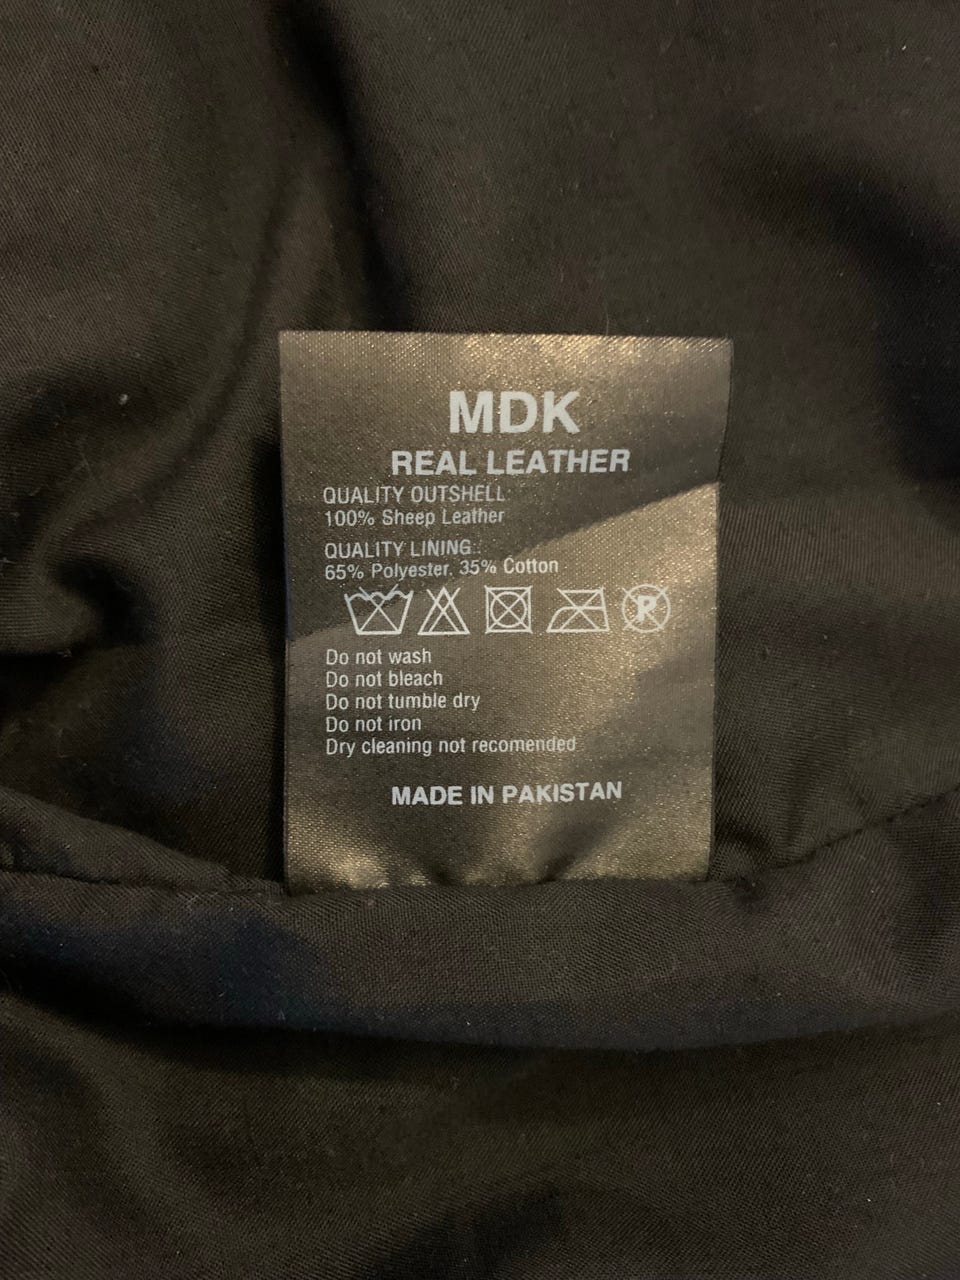 MDK
REAL LEATHER
QUALITY OUTSHELL:
100% Sheep Leather
QUALITY LINING:
65% Polyester, 35% Cotton
P
Do not wash
Do not bleach
Do not tumble dry
Do not iron
Dry cleaning not recomended
MADE IN PAKISTAN